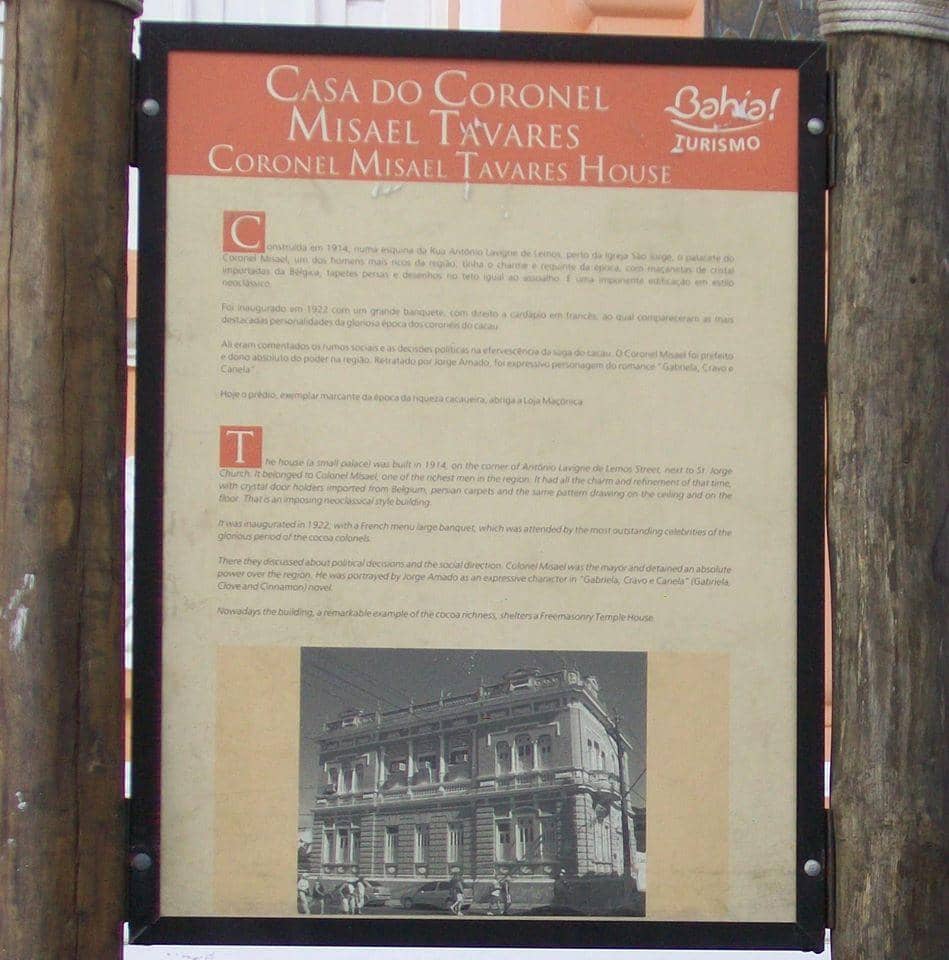 CASA DO CORONEL
MISAEL TAVARES
CORONEL MISAEL TAVARES HOUSE
Bahia!
TURISMO
Construída em 1914, numa esquina da Rua Antônio Lavigne de Lemos, perto da Igreja São Jorge, o palacete do
Coronel Misael, um dos homens mais ricos da região, tinha o charme e requinte da época, com maçanetas de cristal
importadas da Bélgica, tapetes persas e desenhos no teto igual ao assoalho. É uma imponente edificação em estilo
neoclássico.
Foi inaugurado em 1922 com um grande banquete, com direito a cardápio em francês, ao qual compareceram as mais
destacadas personalidades da gloriosa época dos coronéis do cacau.
Ali eram comentados os rumos sociais e as decisões políticas na efervescência da saga do cacau. O Coronel Misael foi prefeito
e dono absoluto do poder na região. Retratado por Jorge Amado, foi expressivo personagem do romance "Gabriela, Cravo e
Canela".
Hoje o prédio, exemplar marcante da época da riqueza cacaueira, abriga a Loja Maçônica
The house (a small palace) was built in 1914, on the corner of Antônio Lavigne de Lemos Street, next to St. Jorge
Church. It belonged to Colonel Misael, one of the richest men in the region. It had all the charm and refinement of that time,
with crystal door holders imported from Belgium, persian carpets and the same pattern drawing on the ceiling and on the
floor. That is an imposing neoclassical style building.
It was inaugurated in 1922, with a French menu large banquet, which was attended by the most outstanding celebrities of the
glorious period of the cocoa colonels.
There they discussed about political decisions and the social direction. Colonel Misael was the mayor and detained an absolute
power over the region. He was portrayed by Jorge Amado as an expressive character in "Gabriela, Cravo e Canela" (Gabriela,
Clove and Cinnamon) novel.
Nowadays the building, a remarkable example of the cocoa richness, shelters a Freemasonry Temple House.